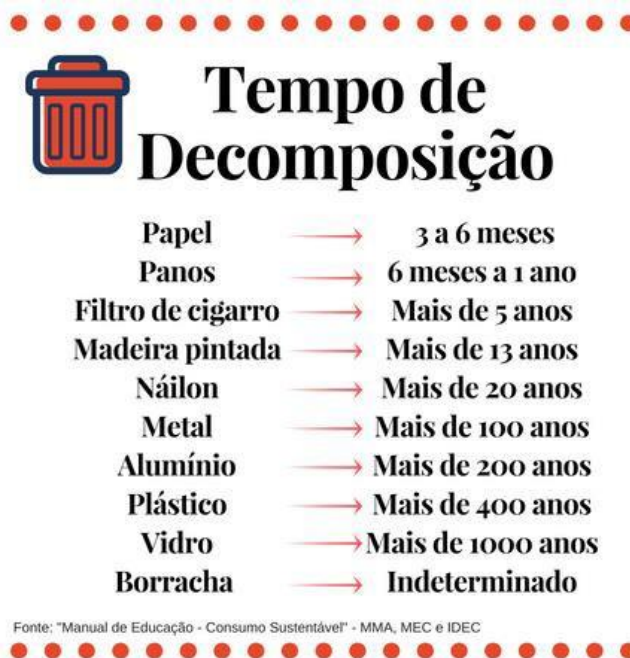 Tempo de
Decomposição
Papel → 3 a 6 meses
Panos → 6 meses a 1 ano
Filtro de cigarro → Mais de 5 anos
Madeira pintada → Mais de 13 anos
Náilon → Mais de 20 anos
Metal → Mais de 100 anos
Alumínio → Mais de 200 anos
Plástico → Mais de 400 anos
Vidro → Mais de 1000 anos
Borracha → Indeterminado
Fonte: "Manual de Educação - Consumo Sustentável" - MMA, MEC e IDEC